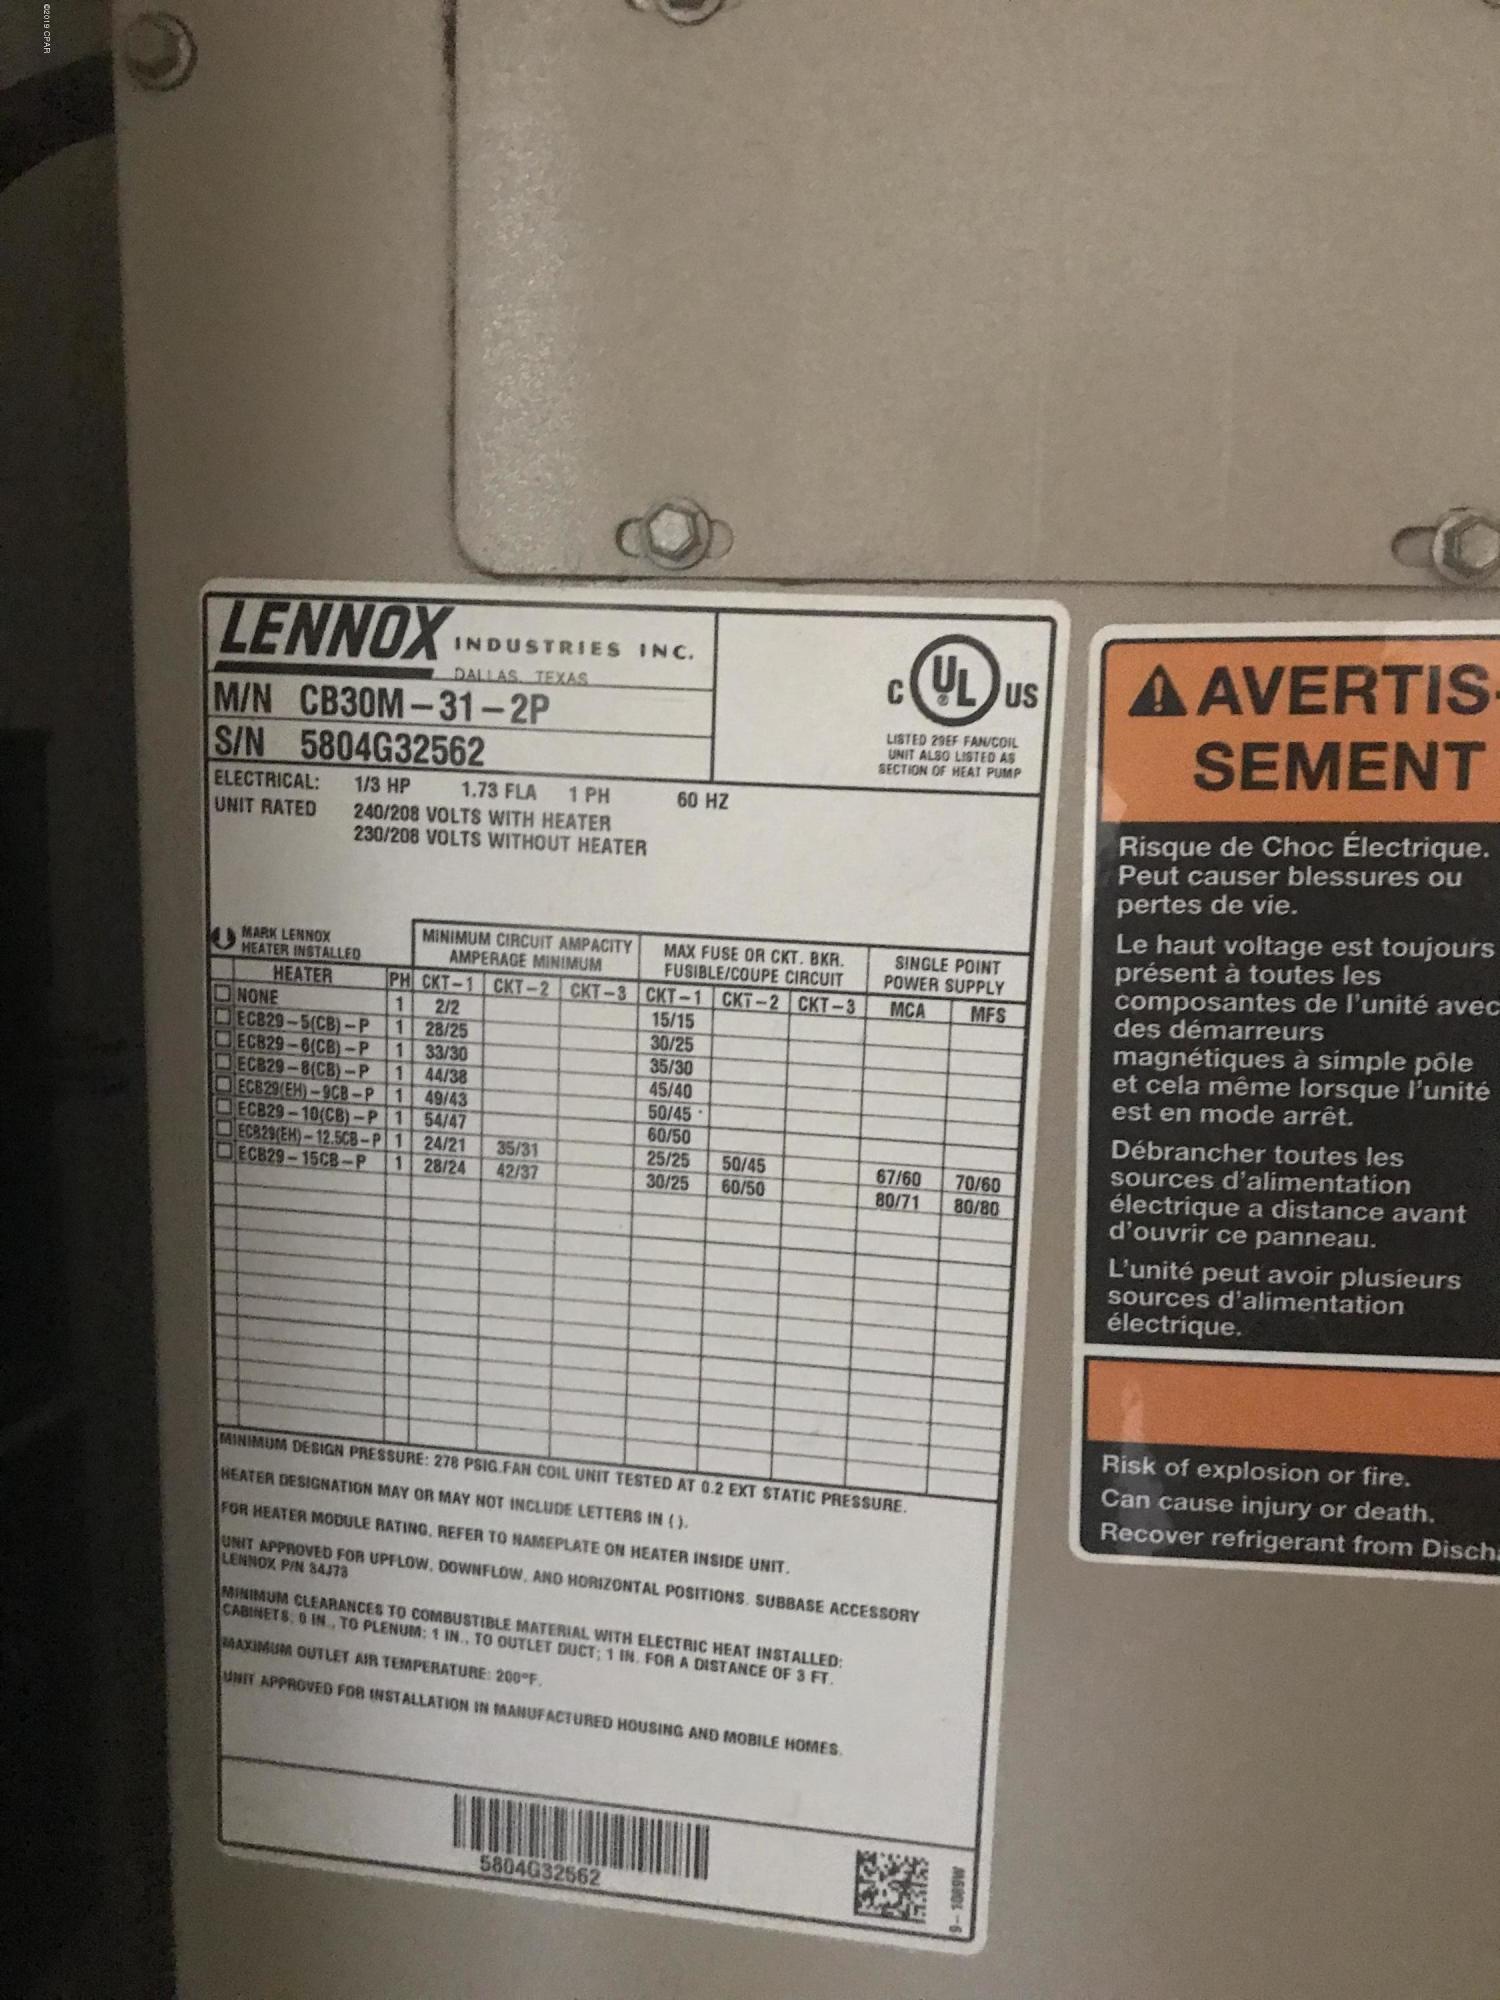 ©2019 CPAR
LENNOX INDUSTRIES INC.
DALLAS, TEXAS
M/N CB30M-31-2P
S/N 5804G32562
C UL ® US
LISTED 29EF FAN/COIL
UNIT ALSO LISTED AS
SECTION OF HEAT PUMP
ELECTRICAL: 1/3 HP 1.73 FLA 1 PH 60 HZ
UNIT RATED 240/208 VOLTS WITH HEATER
230/208 VOLTS WITHOUT HEATER
MARK LENNOX
HEATER INSTALLED
MINIMUM CIRCUIT AMPACITY
AMPERAGE MINIMUM
MAX FUSE OR CKT. BKR.
FUSIBLE/COUPE CIRCUIT
SINGLE POINT
POWER SUPPLY
HEATER PH CKT-1 CKT-2 CKT-3 CKT-1 CKT-2 CKT-3 MCA MFS
NONE 1 2/2 15/15
ECB29-5(CB)-P 1 28/25 30/25
ECB29-6(CB)-P 1 33/30 35/30
ECB29-8(CB)-P 1 44/38 45/40
ECB29(EH)-9CB-P 1 49/43 50/45
ECB29-10(CB)-P 1 54/47 60/50
ECB29(EH)-12.5CB-P 1 24/21 35/31 25/25 50/45 67/60 70/60
ECB29-15CB-P 1 28/24 42/37 30/25 60/50 80/71 80/80
MINIMUM DESIGN PRESSURE: 278 PSIG.FAN COIL UNIT TESTED AT 0.2 EXT STATIC PRESSURE.
HEATER DESIGNATION MAY OR MAY NOT INCLUDE LETTERS IN ( ).
FOR HEATER MODULE RATING, REFER TO NAMEPLATE ON HEATER INSIDE UNIT.
UNIT APPROVED FOR UPFLOW, DOWNFLOW, AND HORIZONTAL POSITIONS. SUBBASE ACCESSORY
LENNOX P/N 34J73
MINIMUM CLEARANCES TO COMBUSTIBLE MATERIAL WITH ELECTRIC HEAT INSTALLED:
CABINETS; 0 IN., TO PLENUM; 1 IN., TO OUTLET DUCT; 1 IN. FOR A DISTANCE OF 3 FT.
MAXIMUM OUTLET AIR TEMPERATURE: 200°F.
UNIT APPROVED FOR INSTALLATION IN MANUFACTURED HOUSING AND MOBILE HOMES.
5804G32562
9-1089W
AVERTIS-
SEMENT
Risque de Choc Électrique.
Peut causer blessures ou
pertes de vie.
Le haut voltage est toujours
présent à toutes les
composantes de l'unité avec
des démarreurs
magnétiques à simple pôle
et cela même lorsque l'unité
est en mode arrêt.
Débrancher toutes les
sources d'alimentation
électrique a distance avant
d'ouvrir ce panneau.
L'unité peut avoir plusieurs
sources d'alimentation
électrique.
Risk of explosion or fire.
Can cause injury or death.
Recover refrigerant from Disch